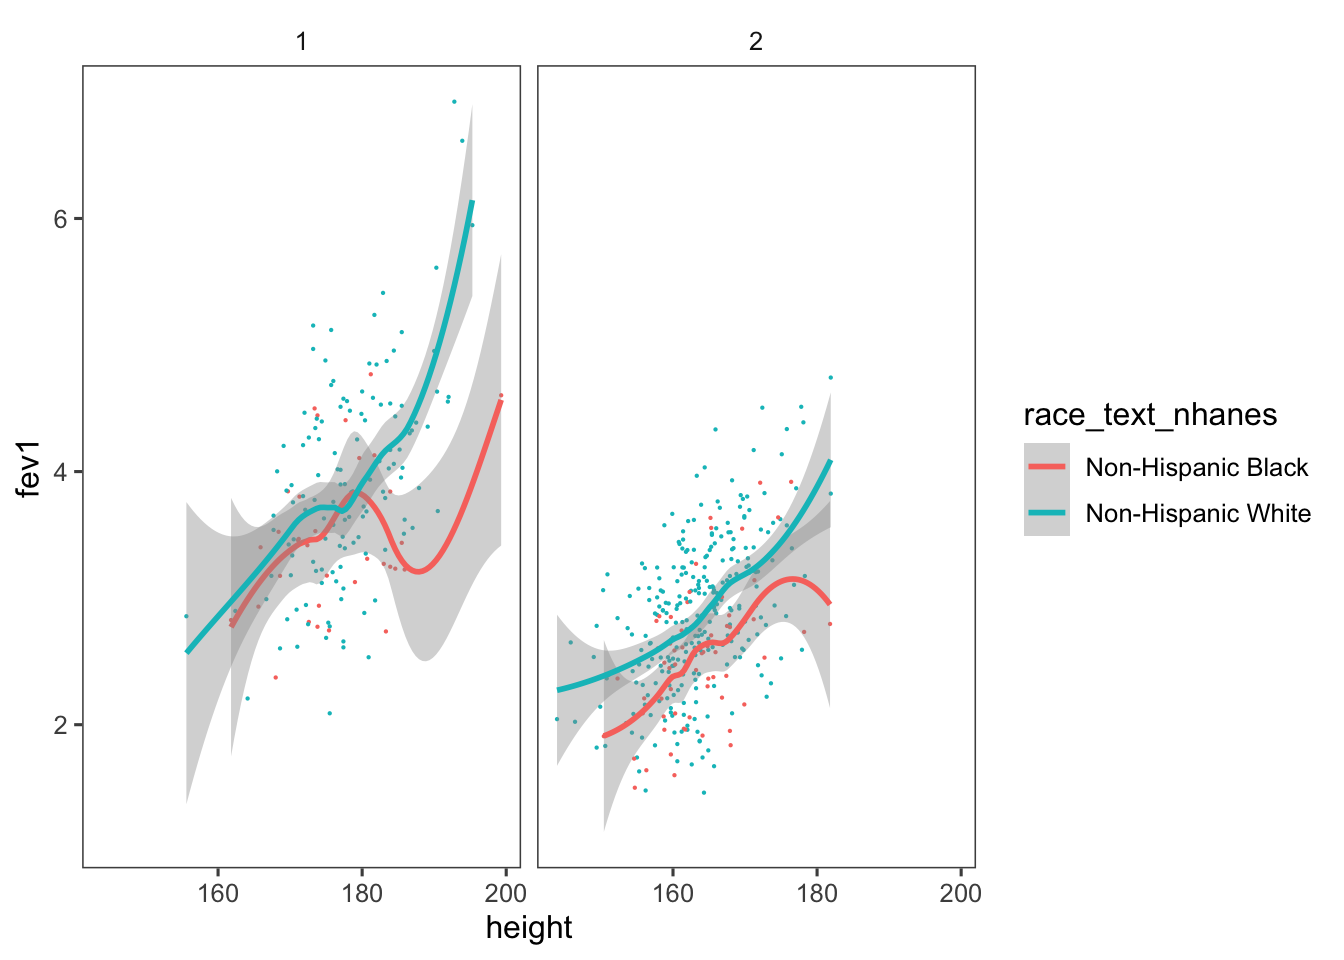 1
2
6
4
2
fev1
160
180
200
160
180
200
height
race_text_nhanes
Non-Hispanic Black
Non-Hispanic White